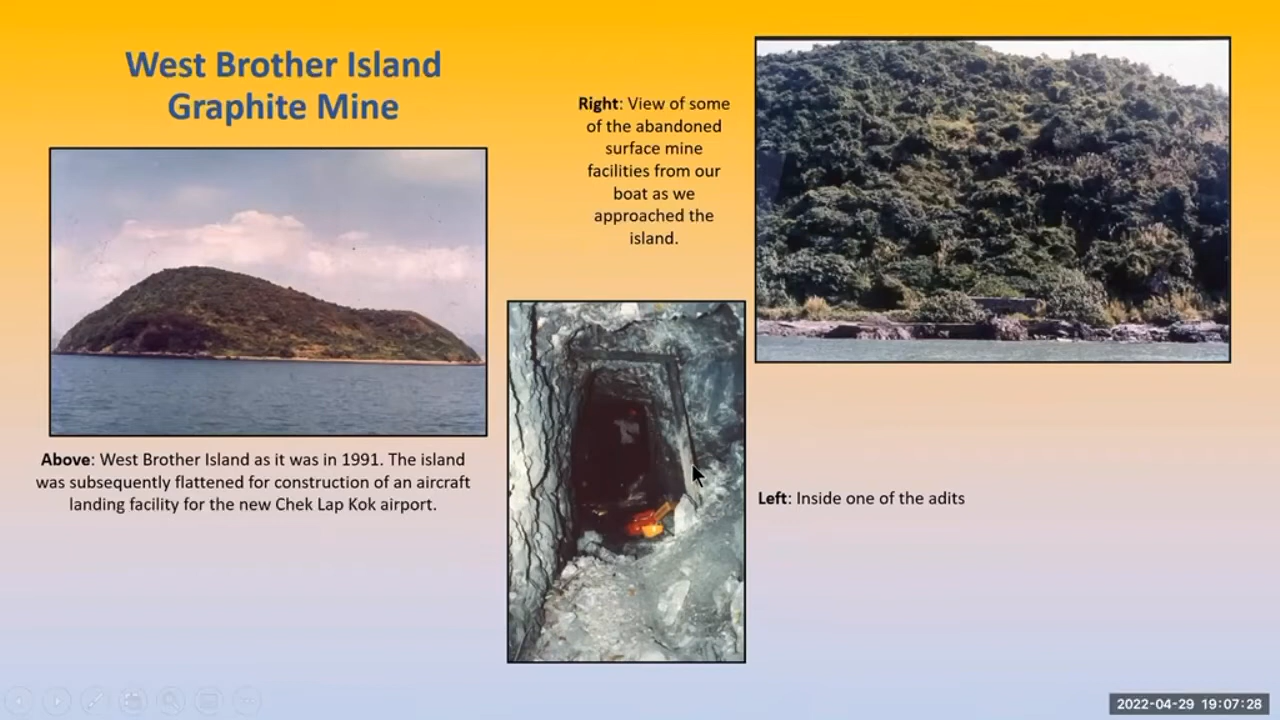 West Brother Island
Graphite Mine
Right: View of some
of the abandoned
surface mine
facilities from our
boat as we
approached the
island.
Above: West Brother Island as it was in 1991. The island
was subsequently flattened for construction of an aircraft
landing facility for the new Chek Lap Kok airport.
Left: Inside one of the adits
2022-04-29 19:07:28